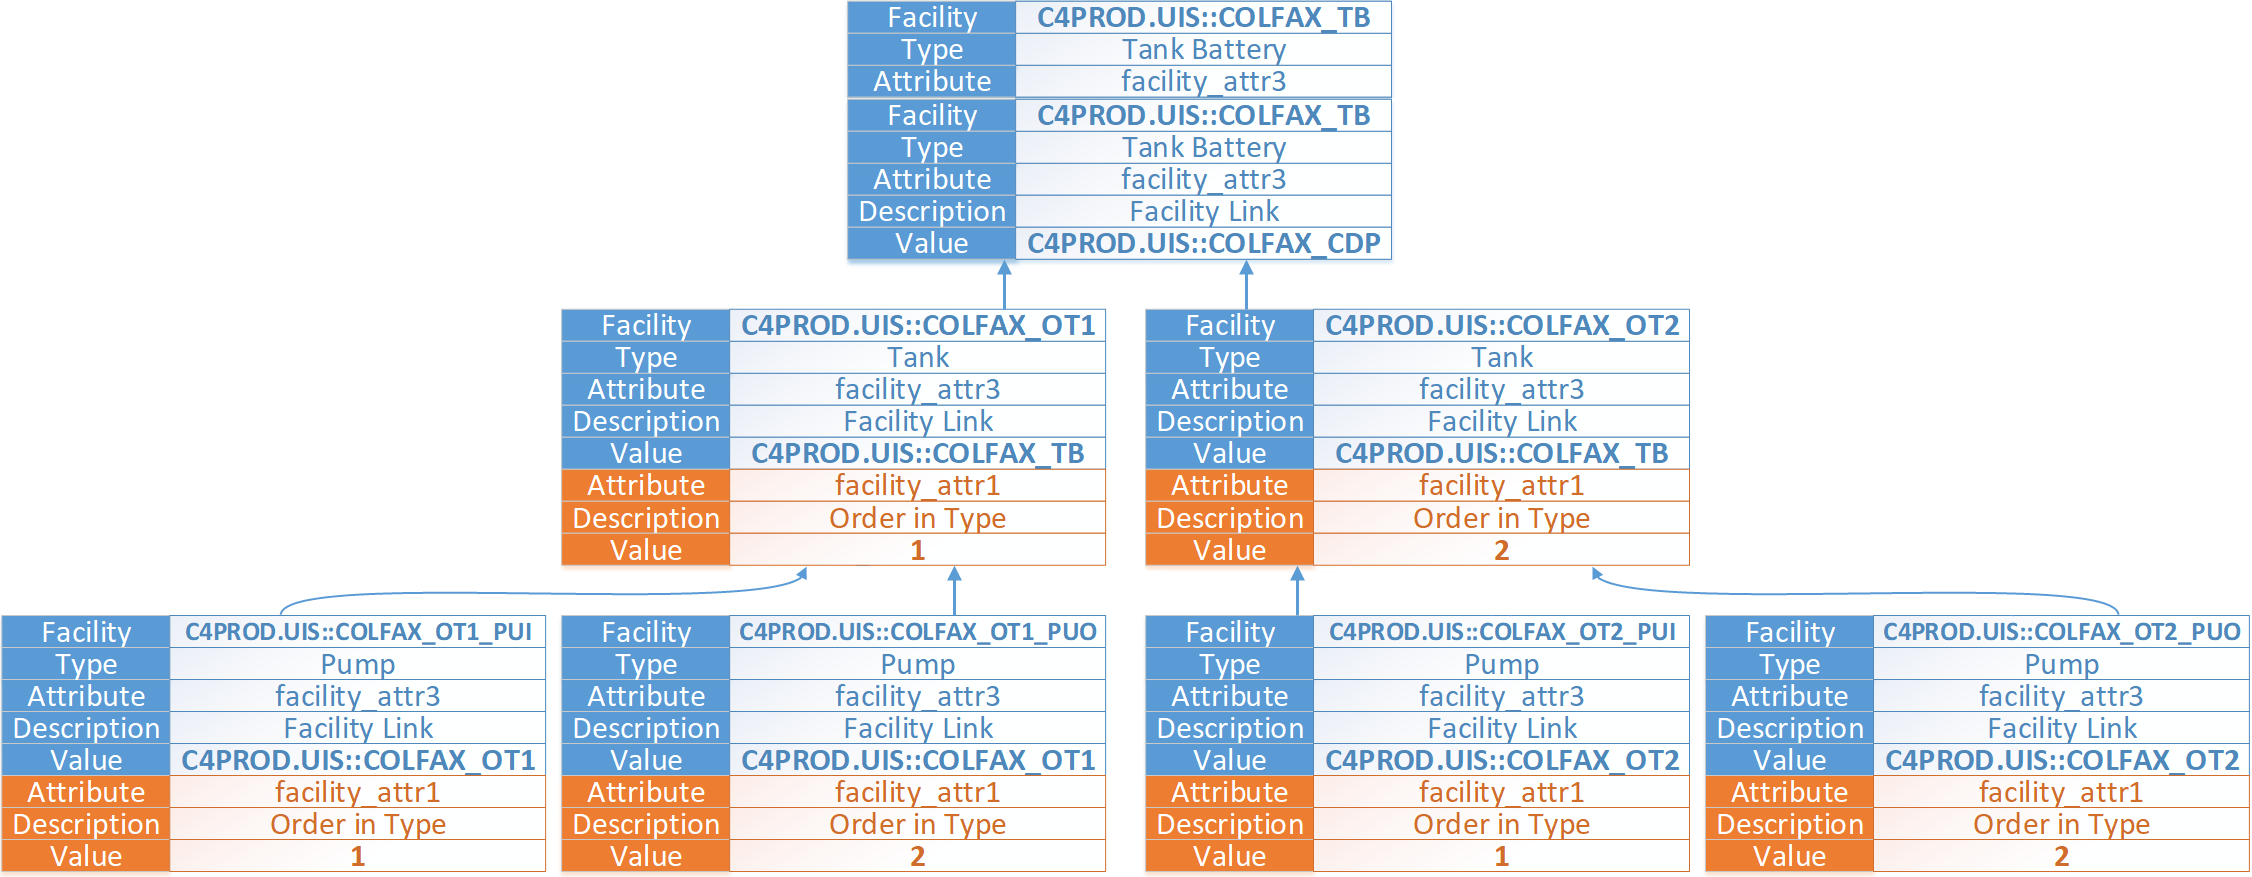 Facility C4PROD.UIS::COLFAX_TB
Type Tank Battery
Attribute facility_attr3
Facility C4PROD.UIS::COLFAX_TB
Type Tank Battery
Attribute facility_attr3
Description Facility Link
Value C4PROD.UIS::COLFAX_CDP
Facility C4PROD.UIS::COLFAX_OT1
Type Tank
Attribute facility_attr3
Description Facility Link
Value C4PROD.UIS::COLFAX_TB
Attribute facility_attr1
Description Order in Type
Value 1
Facility C4PROD.UIS::COLFAX_OT2
Type Tank
Attribute facility_attr3
Description Facility Link
Value C4PROD.UIS::COLFAX_TB
Attribute facility_attr1
Description Order in Type
Value 2
Facility C4PROD.UIS::COLFAX_OT1_PUI
Type Pump
Attribute facility_attr3
Description Facility Link
Value C4PROD.UIS::COLFAX_OT1
Attribute facility_attr1
Description Order in Type
Value 1
Facility C4PROD.UIS::COLFAX_OT1_PUO
Type Pump
Attribute facility_attr3
Description Facility Link
Value C4PROD.UIS::COLFAX_OT1
Attribute facility_attr1
Description Order in Type
Value 2
Facility C4PROD.UIS::COLFAX_OT2_PUI
Type Pump
Attribute facility_attr3
Description Facility Link
Value C4PROD.UIS::COLFAX_OT2
Attribute facility_attr1
Description Order in Type
Value 1
Facility C4PROD.UIS::COLFAX_OT2_PUO
Type Pump
Attribute facility_attr3
Description Facility Link
Value C4PROD.UIS::COLFAX_OT2
Attribute facility_attr1
Description Order in Type
Value 2